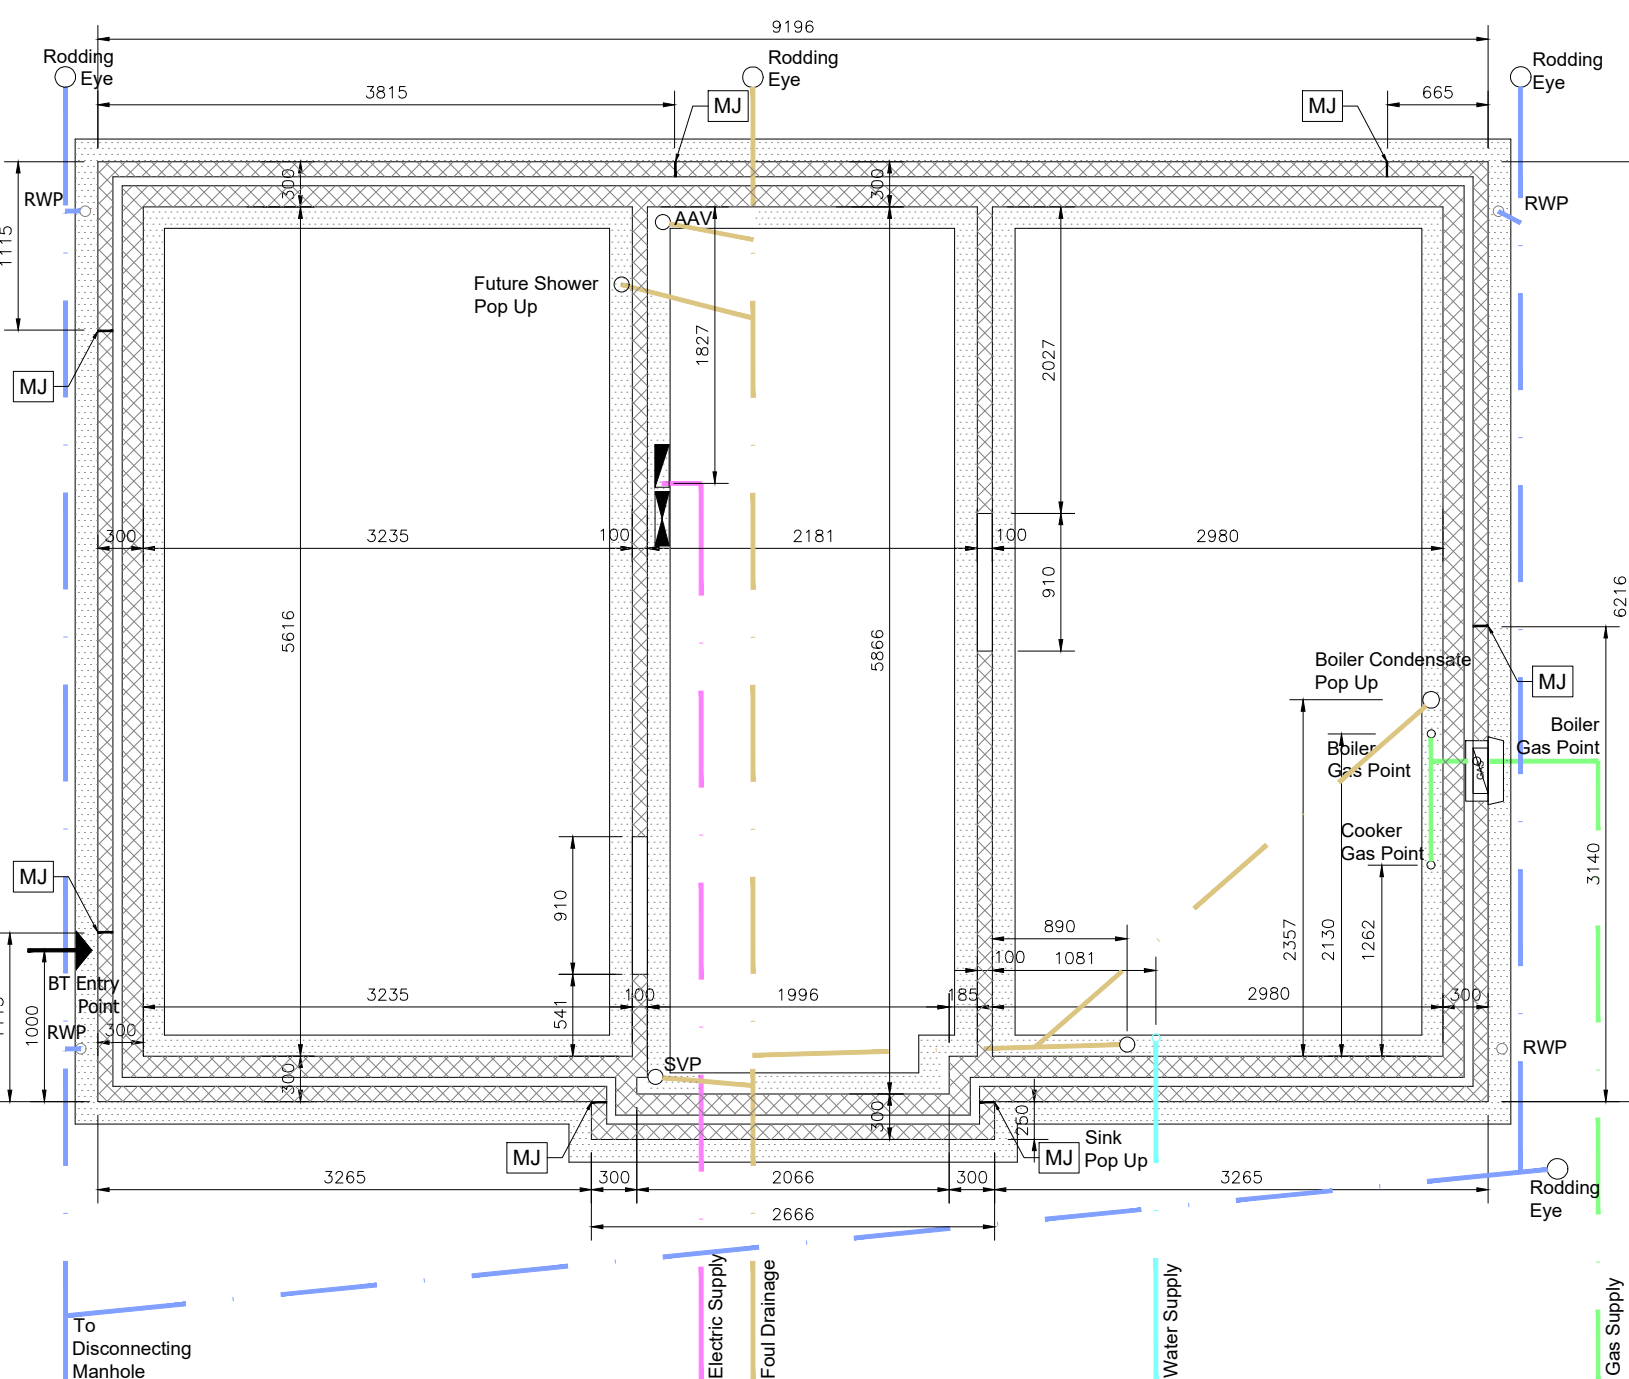 9196
Rodding
Eye
Rodding
Eye
Rodding
Eye
3815
MJ
MJ
665
300
300
RWP
RWP
1115
AAV
Future Shower
Pop Up
1827
2027
MJ
300
3235
100
2181
100
2980
910
5616
5866
6216
Boiler Condensate
Pop Up
MJ
Boiler
Gas Point
Boiler
Gas Point
GAS
Cooker
Gas Point
3140
MJ
910
890
2357
2130
1262
100
1081
BT Entry
Point
3235
100
1996
185
2980
300
1000
541
RWP
300
RWP
SVP
300
300
250
MJ
MJ
Sink
Pop Up
3265
300
2066
300
3265
2666
Rodding
Eye
To
Disconnecting
Manhole
Electric Supply
Foul Drainage
Water Supply
Gas Supply